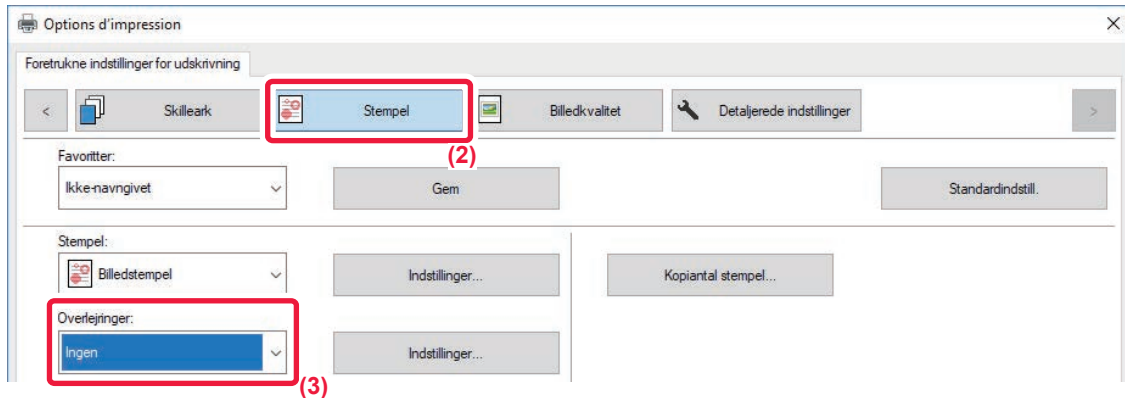 Options d'impression
Foretrukne indstillinger for udskrivning
< Skilleark Stempel Billedkvalitet Detaljerede indstillinger >
(2)
Favoritter:
Ikke-navngivet Gem Standardindstill.
Stempel:
Billedstempel Indstillinger... Kopiantal stempel...
Overlejringer:
Ingen Indstillinger...
(3)